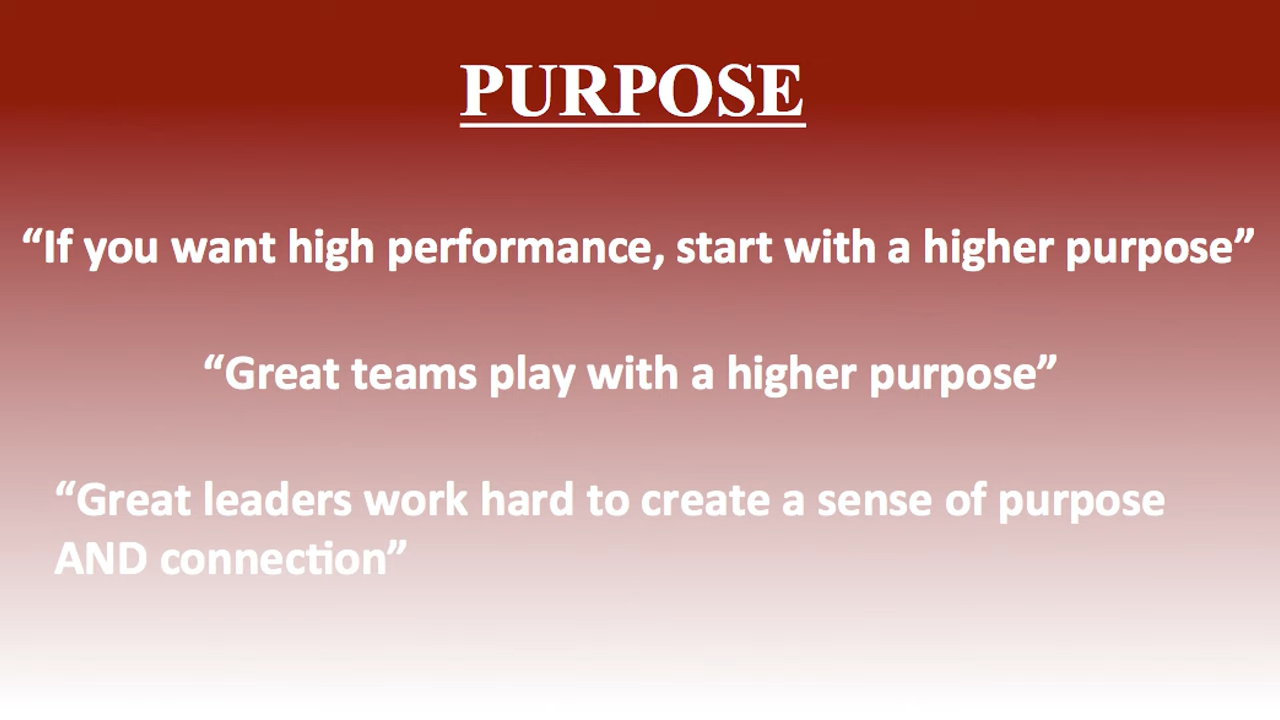 PURPOSE
“If you want high performance, start with a higher purpose”
“Great teams play with a higher purpose”
“Great leaders work hard to create a sense of purpose
AND connection”